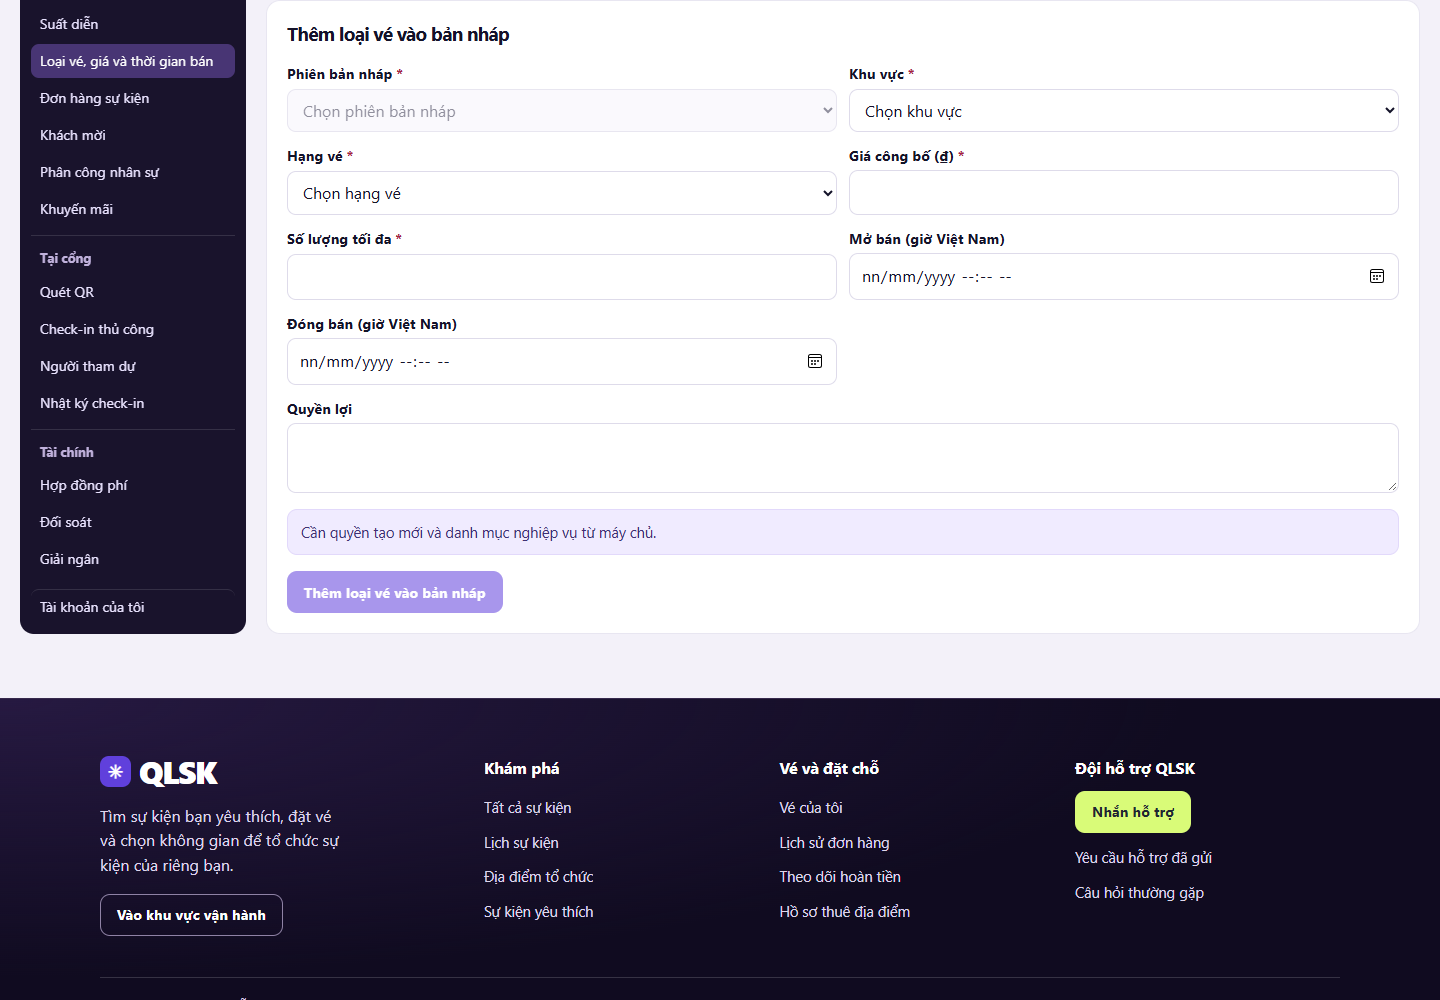 Suất diễn
Loại vé, giá và thời gian bán
Đơn hàng sự kiện
Khách mời
Phân công nhân sự
Khuyến mãi
Tại cổng
Quét QR
Check-in thủ công
Người tham dự
Nhật ký check-in
Tài chính
Hợp đồng phí
Đối soát
Giải ngân
Tài khoản của tôi
Thêm loại vé vào bản nháp
Phiên bản nháp *
Chọn phiên bản nháp
Khu vực *
Chọn khu vực
Hạng vé *
Chọn hạng vé
Giá công bố (₫) *
Số lượng tối đa *
Mở bán (giờ Việt Nam)
nn/mm/yyyy --:-- --
Đóng bán (giờ Việt Nam)
nn/mm/yyyy --:-- --
Quyền lợi
Cần quyền tạo mới và danh mục nghiệp vụ từ máy chủ.
Thêm loại vé vào bản nháp
QLSK
Tìm sự kiện bạn yêu thích, đặt vé
và chọn không gian để tổ chức sự
kiện của riêng bạn.
Vào khu vực vận hành
Khám phá
Tất cả sự kiện
Lịch sự kiện
Địa điểm tổ chức
Sự kiện yêu thích
Vé và đặt chỗ
Vé của tôi
Lịch sử đơn hàng
Theo dõi hoàn tiền
Hồ sơ thuê địa điểm
Đội hỗ trợ QLSK
Nhắn hỗ trợ
Yêu cầu hỗ trợ đã gửi
Câu hỏi thường gặp